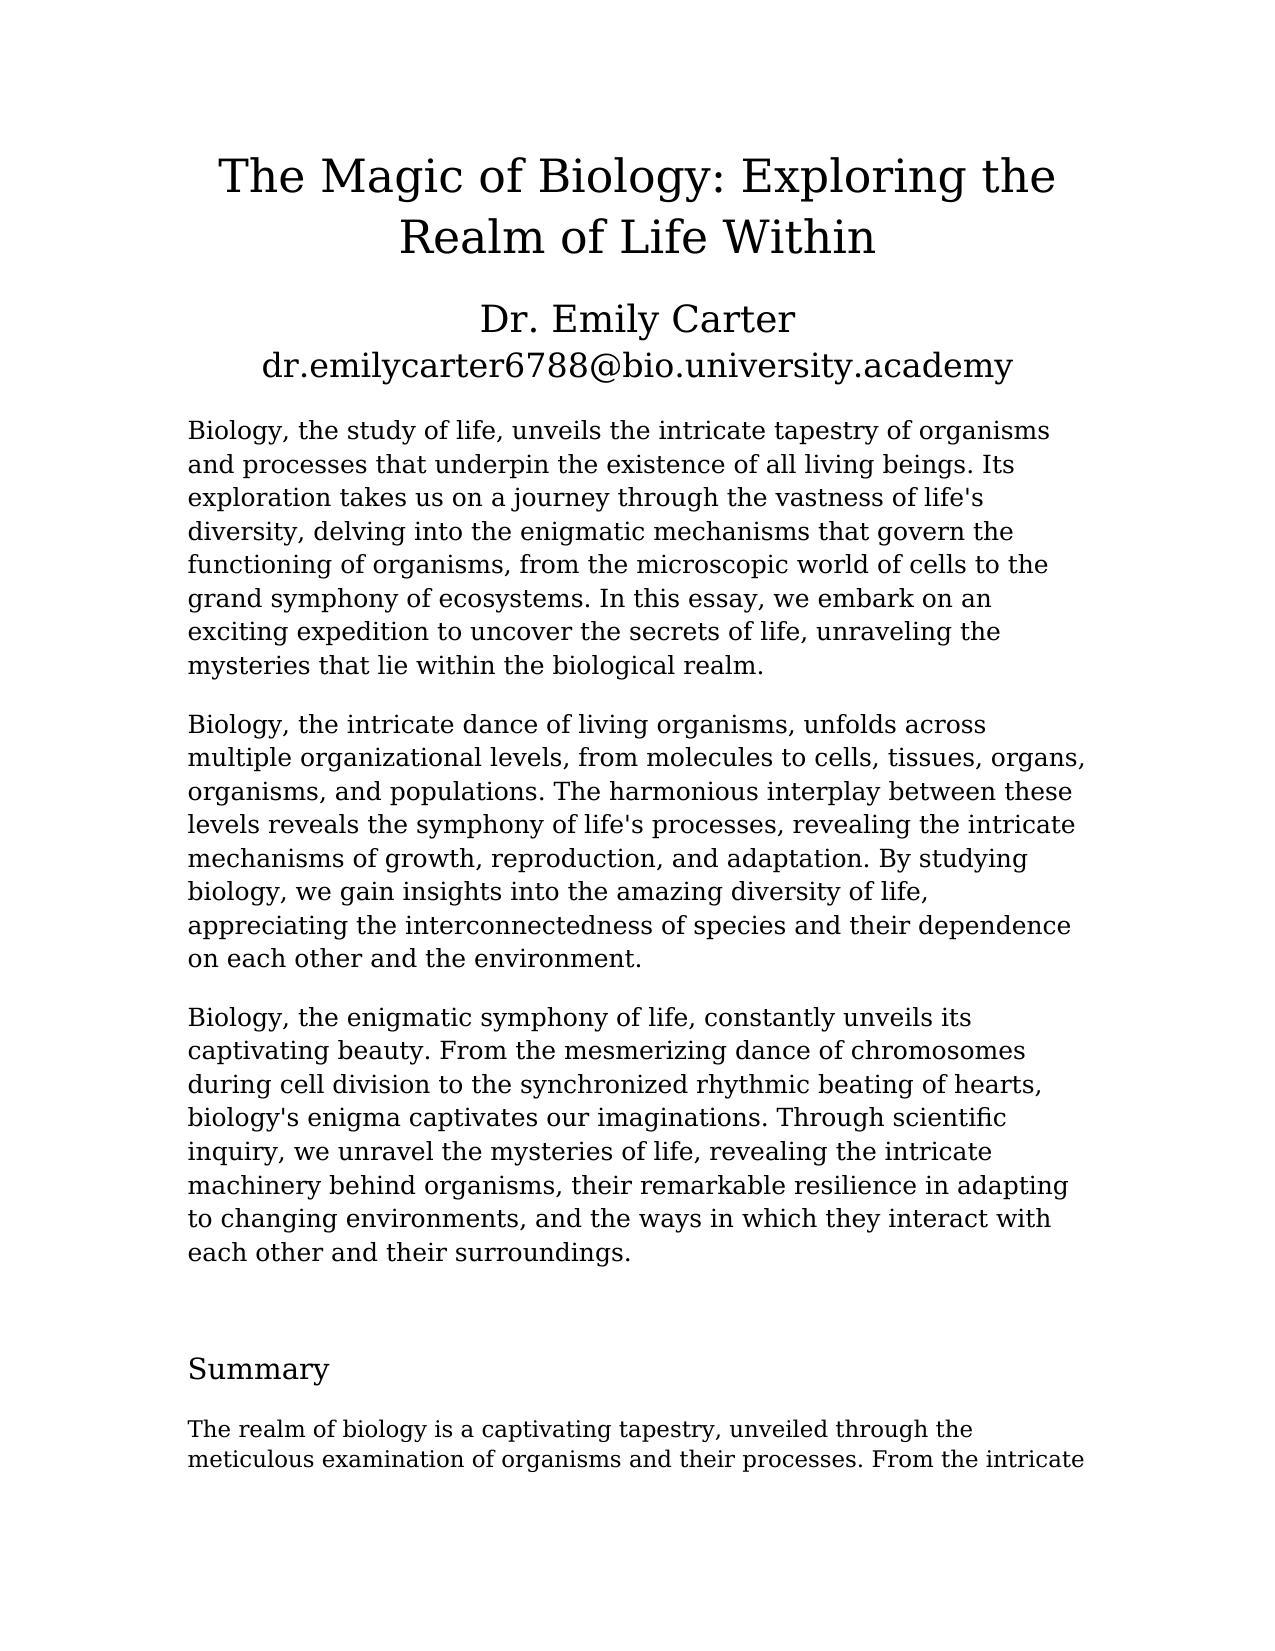 The Magic of Biology: Exploring the
Realm of Life Within
Dr. Emily Carter
dr.emilycarter6788@bio.university.academy
Biology, the study of life, unveils the intricate tapestry of organisms
and processes that underpin the existence of all living beings. Its
exploration takes us on a journey through the vastness of life's
diversity, delving into the enigmatic mechanisms that govern the
functioning of organisms, from the microscopic world of cells to the
grand symphony of ecosystems. In this essay, we embark on an
exciting expedition to uncover the secrets of life, unraveling the
mysteries that lie within the biological realm.
Biology, the intricate dance of living organisms, unfolds across
multiple organizational levels, from molecules to cells, tissues, organs,
organisms, and populations. The harmonious interplay between these
levels reveals the symphony of life's processes, revealing the intricate
mechanisms of growth, reproduction, and adaptation. By studying
biology, we gain insights into the amazing diversity of life,
appreciating the interconnectedness of species and their dependence
on each other and the environment.
Biology, the enigmatic symphony of life, constantly unveils its
captivating beauty. From the mesmerizing dance of chromosomes
during cell division to the synchronized rhythmic beating of hearts,
biology's enigma captivates our imaginations. Through scientific
inquiry, we unravel the mysteries of life, revealing the intricate
machinery behind organisms, their remarkable resilience in adapting
to changing environments, and the ways in which they interact with
each other and their surroundings.
Summary
The realm of biology is a captivating tapestry, unveiled through the
meticulous examination of organisms and their processes. From the intricate